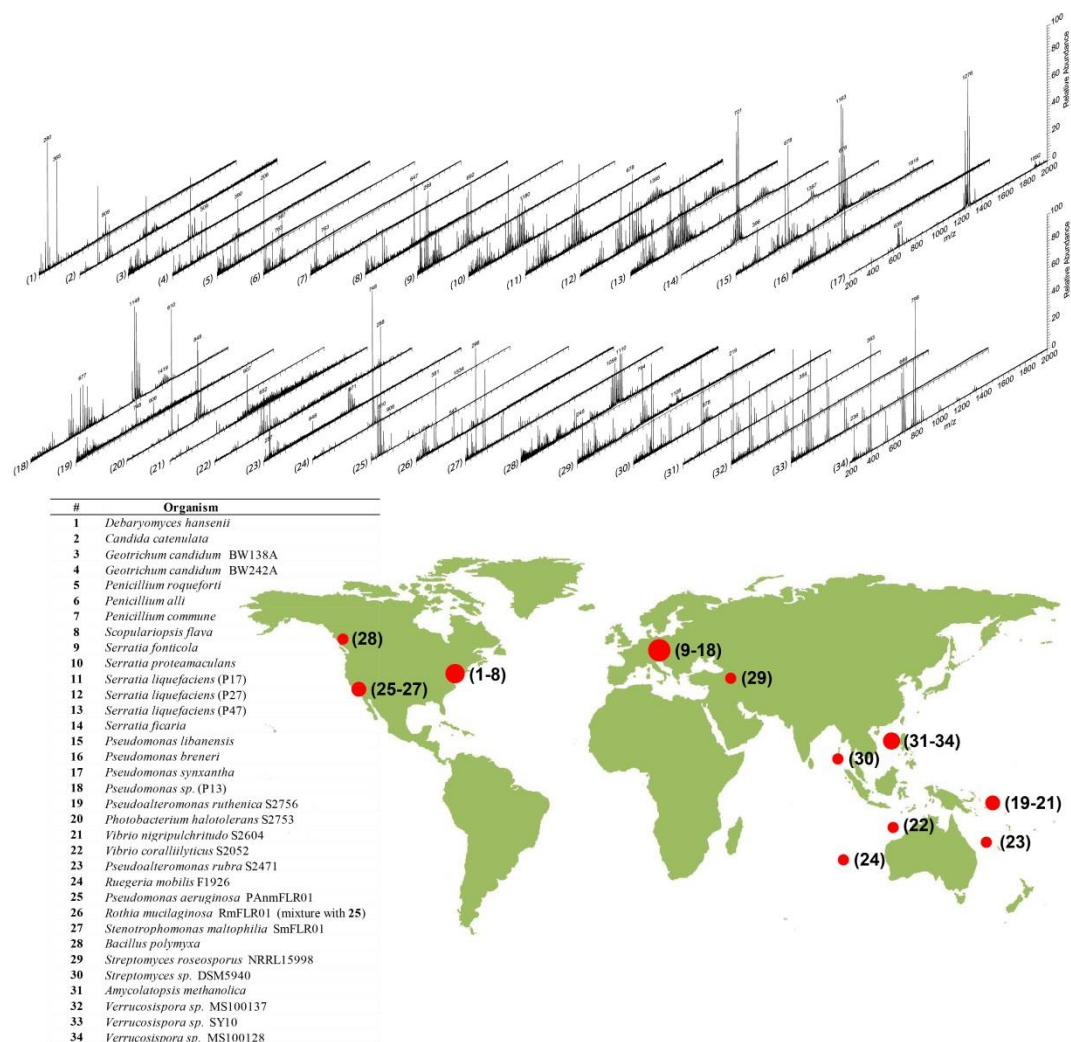 100
80
60
40
20
0
Relative Abundance
1276
1183
721
678
1892
200 400 600 800 1000 1200 1400 1600 1800 2000
m/z
(1) (2) (3) (4) (5) (6) (7) (8) (9) (10) (11) (12) (13) (14) (15) (16) (17)
100
80
60
40
20
0
Relative Abundance
677
610
200 400 600 800 1000 1200 1400 1600 1800 2000
m/z
(18) (19) (20) (21) (22) (23) (24) (25) (26) (27) (28) (29) (30) (31) (32) (33) (34)
# Organism
1 Debaryomyces hansenii
2 Candida catenulata
3 Geotrichum candidum BW138A
4 Geotrichum candidum BW242A
5 Penicillium roqueforti
6 Penicillium alli
7 Penicillium commune
8 Scopulariopsis flava
9 Serratia fonticola
10 Serratia proteamaculans
11 Serratia liquefaciens (P17)
12 Serratia liquefaciens (P27)
13 Serratia liquefaciens (P47)
14 Serratia ficaria
15 Pseudomonas libanensis
16 Pseudomonas breneri
17 Pseudomonas synxantha
18 Pseudomonas sp. (P13)
19 Pseudoalteromonas ruthenica S2756
20 Photobacterium halotolerans S2753
21 Vibrio nigripulchritudo S2604
22 Vibrio coralliilyticus S2052
23 Pseudoalteromonas rubra S2471
24 Ruegeria mobilis F1926
25 Pseudomonas aeruginosa PAnmFLR01
26 Rothia mucilaginosa RmFLR01 (mixture with 25)
27 Stenotrophomonas maltophilia SmFLR01
28 Bacillus polymyxa
29 Streptomyces roseosporus NRRL15998
30 Streptomyces sp. DSM5940
31 Amycolatopsis methanolica
32 Verrucosispora sp. MS100137
33 Verrucosispora sp. SY10
34 Verrucosispora sp. MS100128
(28)
(1-8)
(25-27)
(9-18)
(29)
(31-34)
(30)
(19-21)
(22)
(23)
(24)